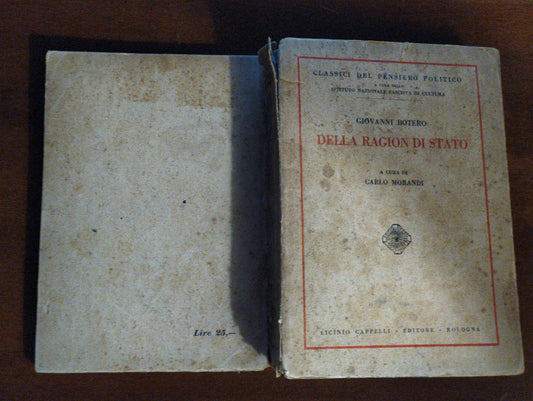 Lire 25,—
CLASSICI DEL PENSIERO POLITICO
A CURA DELLO
ISTITUTO NAZIONALE FASCISTA DI CULTURA
GIOVANNI BOTERO
DELLA RAGION DI STATO
A CURA DI
CARLO MORANDI
LICINIO CAPPELLI - EDITORE - BOLOGNA